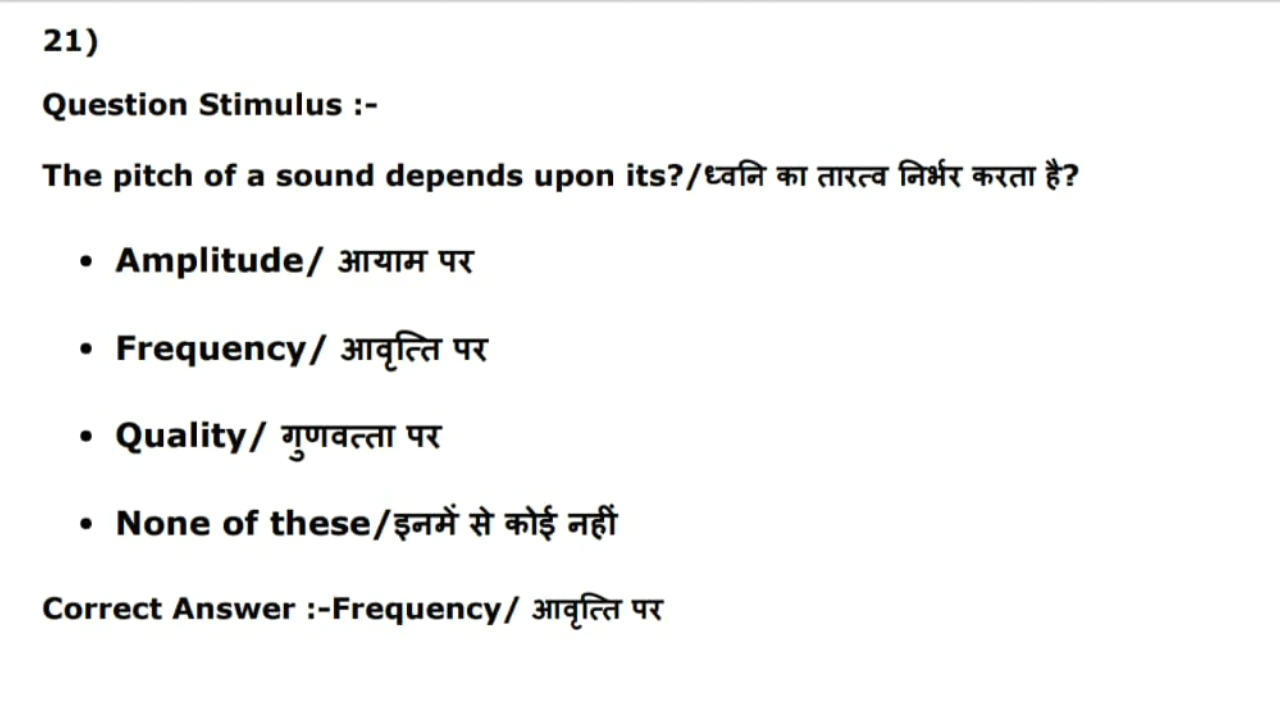 21)
Question Stimulus :-
The pitch of a sound depends upon its?/ध्वनि का तारत्व निर्भर करता है?
• Amplitude/ आयाम पर
• Frequency/ आवृत्ति पर
• Quality/ गुणवत्ता पर
• None of these/इनमें से कोई नहीं
Correct Answer :-Frequency/ आवृत्ति पर